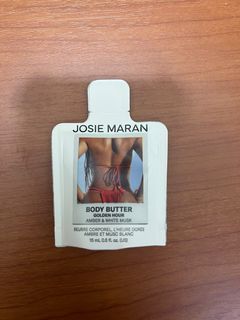 JOSIE MARAN
BODY BUTTER
GOLDEN HOUR
AMBER & WHITE MUSK
BEURRE CORPOREL, L'HEURE DORÉE
AMBRE ET MUSC BLANC
15 mL 0.5 fl. oz. (US)